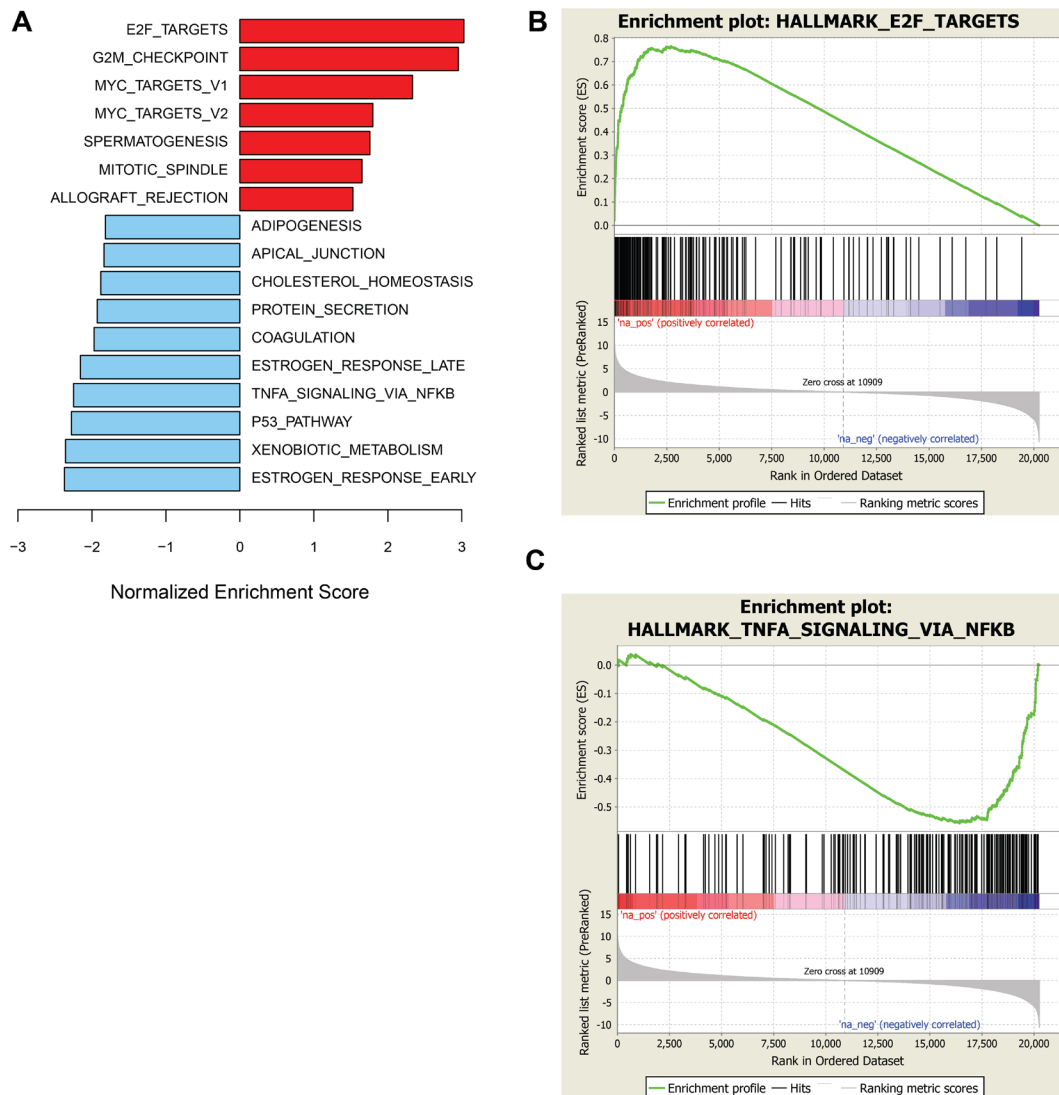 A
E2F_TARGETS
G2M_CHECKPOINT
MYC_TARGETS_V1
MYC_TARGETS_V2
SPERMATOGENESIS
MITOTIC_SPINDLE
ALLOGRAFT_REJECTION
ADIPOGENESIS
APICAL_JUNCTION
CHOLESTEROL_HOMEOSTASIS
PROTEIN_SECRETION
COAGULATION
ESTROGEN_RESPONSE_LATE
TNFA_SIGNALING_VIA_NFKB
P53_PATHWAY
XENOBIOTIC_METABOLISM
ESTROGEN_RESPONSE_EARLY
−3 −2 −1 0 1 2 3
Normalized Enrichment Score
B
Enrichment plot: HALLMARK_E2F_TARGETS
Enrichment score (ES)
0.8
0.7
0.6
0.5
0.4
0.3
0.2
0.1
0.0
Ranked list metric (PreRanked)
'na_pos' (positively correlated)
15
10
5
0
-5
-10
Zero cross at 10909
'na_neg' (negatively correlated)
0 2,500 5,000 7,500 10,000 12,500 15,000 17,500 20,000
Rank in Ordered Dataset
Enrichment profile Hits Ranking metric scores
C
Enrichment plot:
HALLMARK_TNFA_SIGNALING_VIA_NFKB
Enrichment score (ES)
0.0
-0.1
-0.2
-0.3
-0.4
-0.5
Ranked list metric (PreRanked)
'na_pos' (positively correlated)
15
10
5
0
-5
-10
Zero cross at 10909
'na_neg' (negatively correlated)
0 2,500 5,000 7,500 10,000 12,500 15,000 17,500 20,000
Rank in Ordered Dataset
Enrichment profile Hits Ranking metric scores